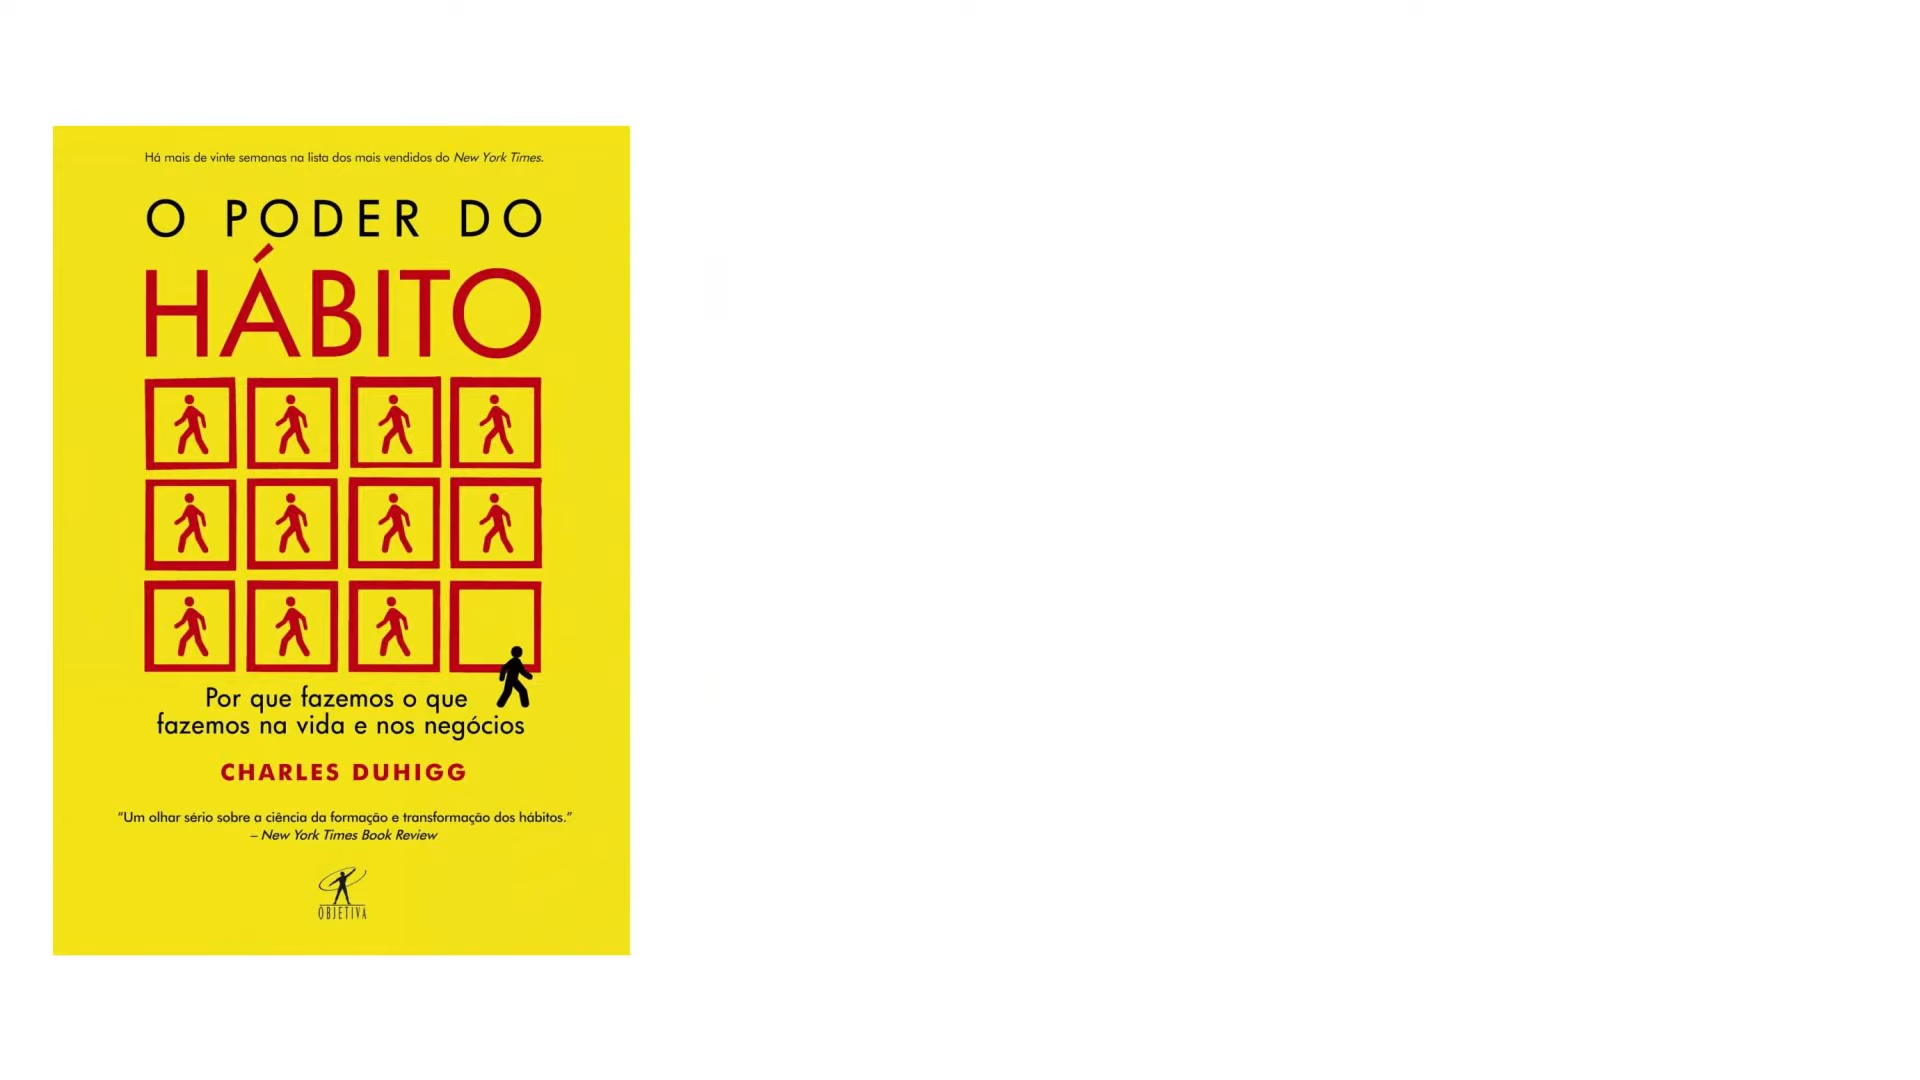 Há mais de vinte semanas na lista dos mais vendidos do New York Times.
O PODER DO
HÁBITO
Por que fazemos o que
fazemos na vida e nos negócios
CHARLES DUHIGG
“Um olhar sério sobre a ciência da formação e transformação dos hábitos.”
– New York Times Book Review
OBJETIVA